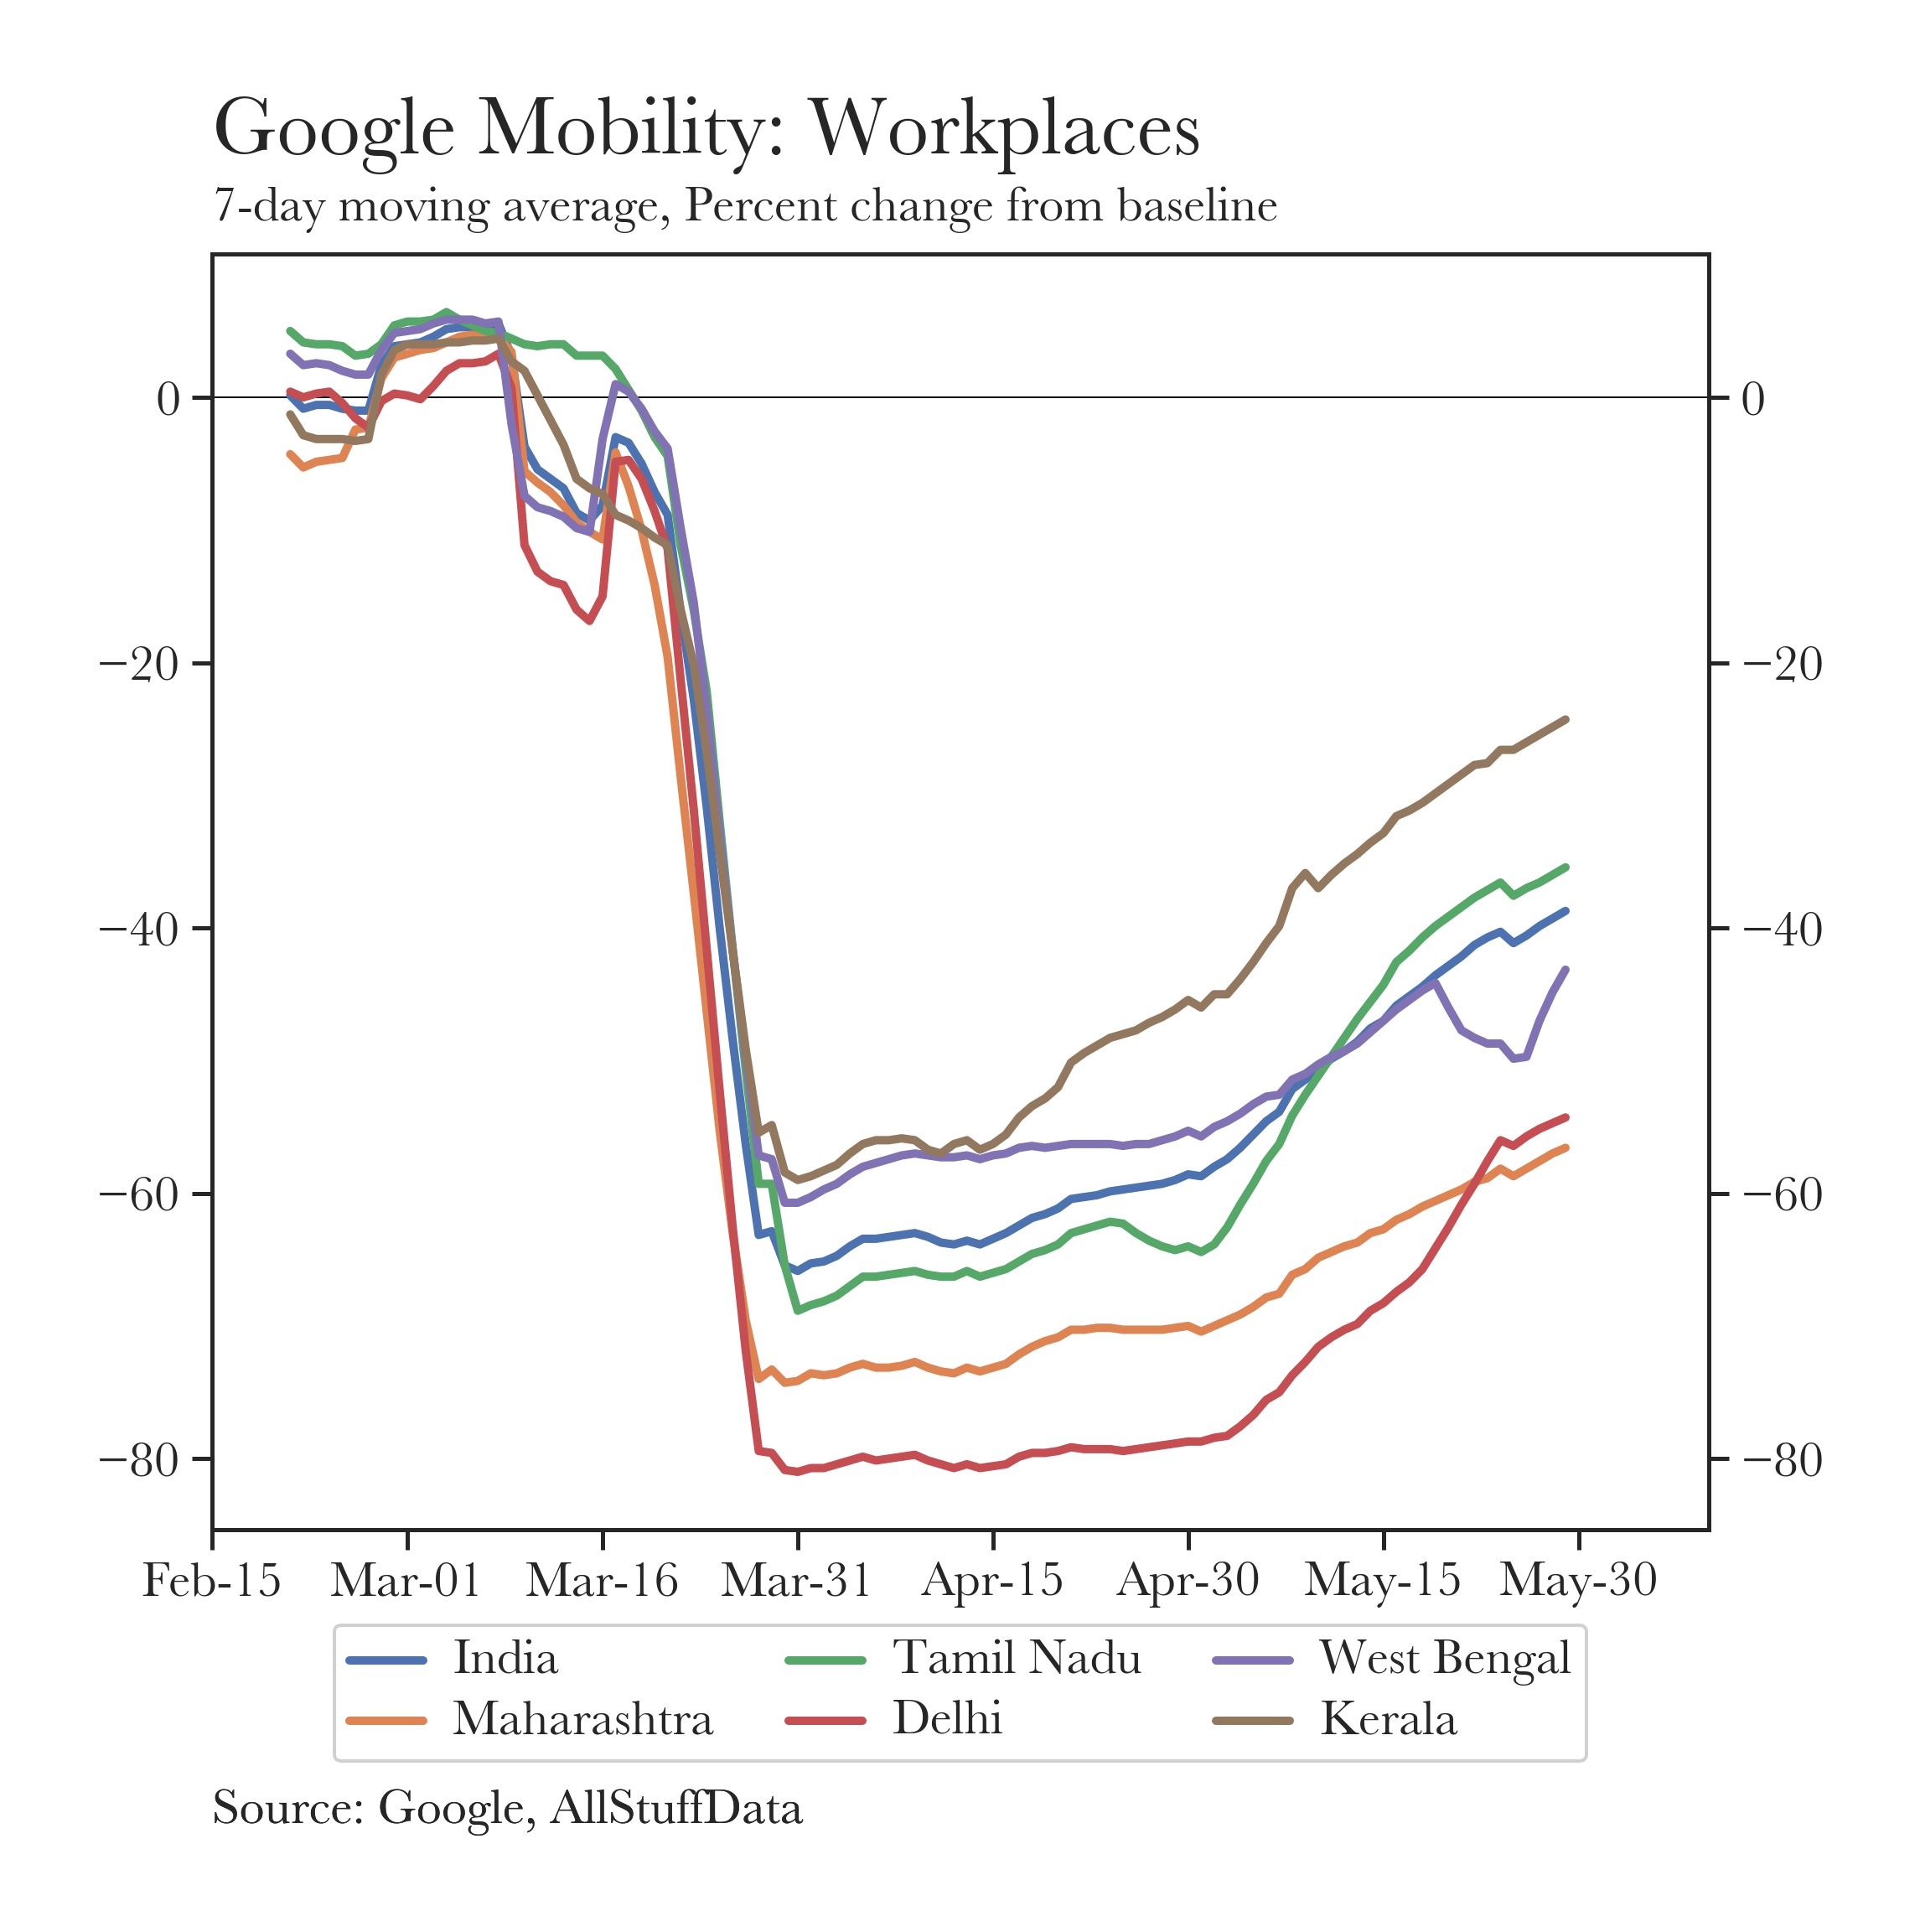 Google Mobility: Workplaces
7-day moving average, Percent change from baseline
0 0
−20 −20
−40 −40
−60 −60
−80 −80
Feb-15 Mar-01 Mar-16 Mar-31 Apr-15 Apr-30 May-15 May-30
India Tamil Nadu West Bengal
Maharashtra Delhi Kerala
Source: Google, AllStuffData